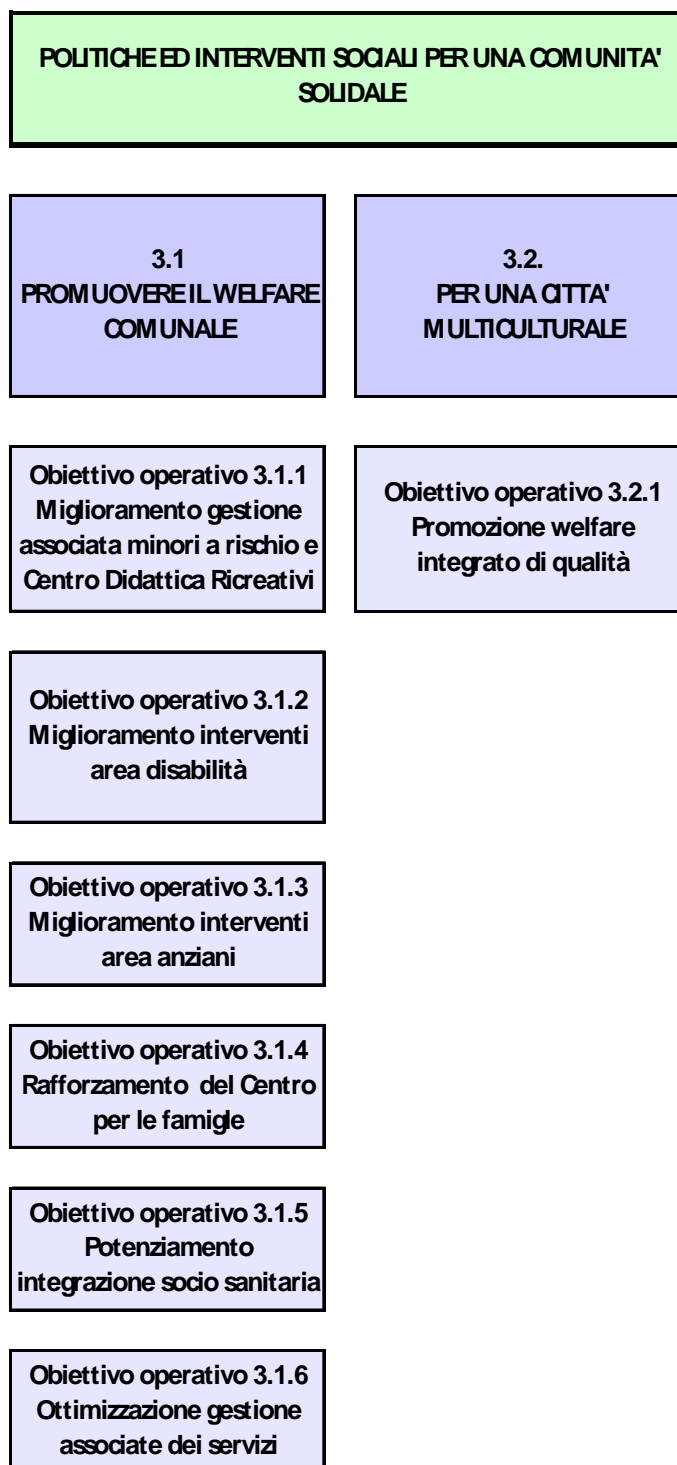 POLITICHE ED INTERVENTI SOCIALI PER UNA COMUNITA'
SOLIDALE
3.1
PROMUOVERE IL WELFARE
COMUNALE
3.2.
PER UNA CITTA'
MULTICULTURALE
Obiettivo operativo 3.1.1
Miglioramento gestione
associata minori a rischio e
Centro Didattica Ricreativi
Obiettivo operativo 3.2.1
Promozione welfare
integrato di qualità
Obiettivo operativo 3.1.2
Miglioramento interventi
area disabilità
Obiettivo operativo 3.1.3
Miglioramento interventi
area anziani
Obiettivo operativo 3.1.4
Rafforzamento del Centro
per le famigle
Obiettivo operativo 3.1.5
Potenziamento
integrazione socio sanitaria
Obiettivo operativo 3.1.6
Ottimizzazione gestione
associate dei servizi